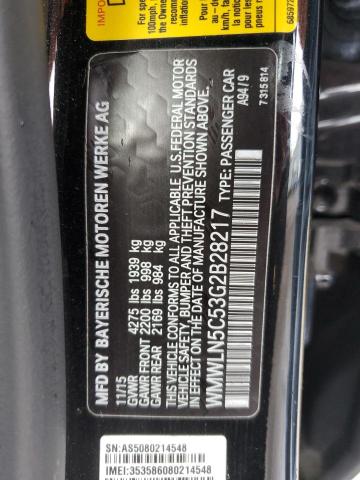 MFD BY BAYERISCHE MOTOREN WERKE AG
11/15
GVWR 4275 lbs 1939 kg
GAWR FRONT 2200 lbs 998 kg
GAWR REAR 2169 lbs 984 kg
THIS VEHICLE CONFORMS TO ALL APPLICABLE U.S. FEDERAL MOTOR
VEHICLE SAFETY, BUMPER, AND THEFT PREVENTION STANDARDS
IN EFFECT ON THE DATE OF MANUFACTURE SHOWN ABOVE.
WMWLN5C53G2B28217 TYPE: PASSENGER CAR
A94/9
7 315 814
SN:AS5080214548
IMEI:353586080214548